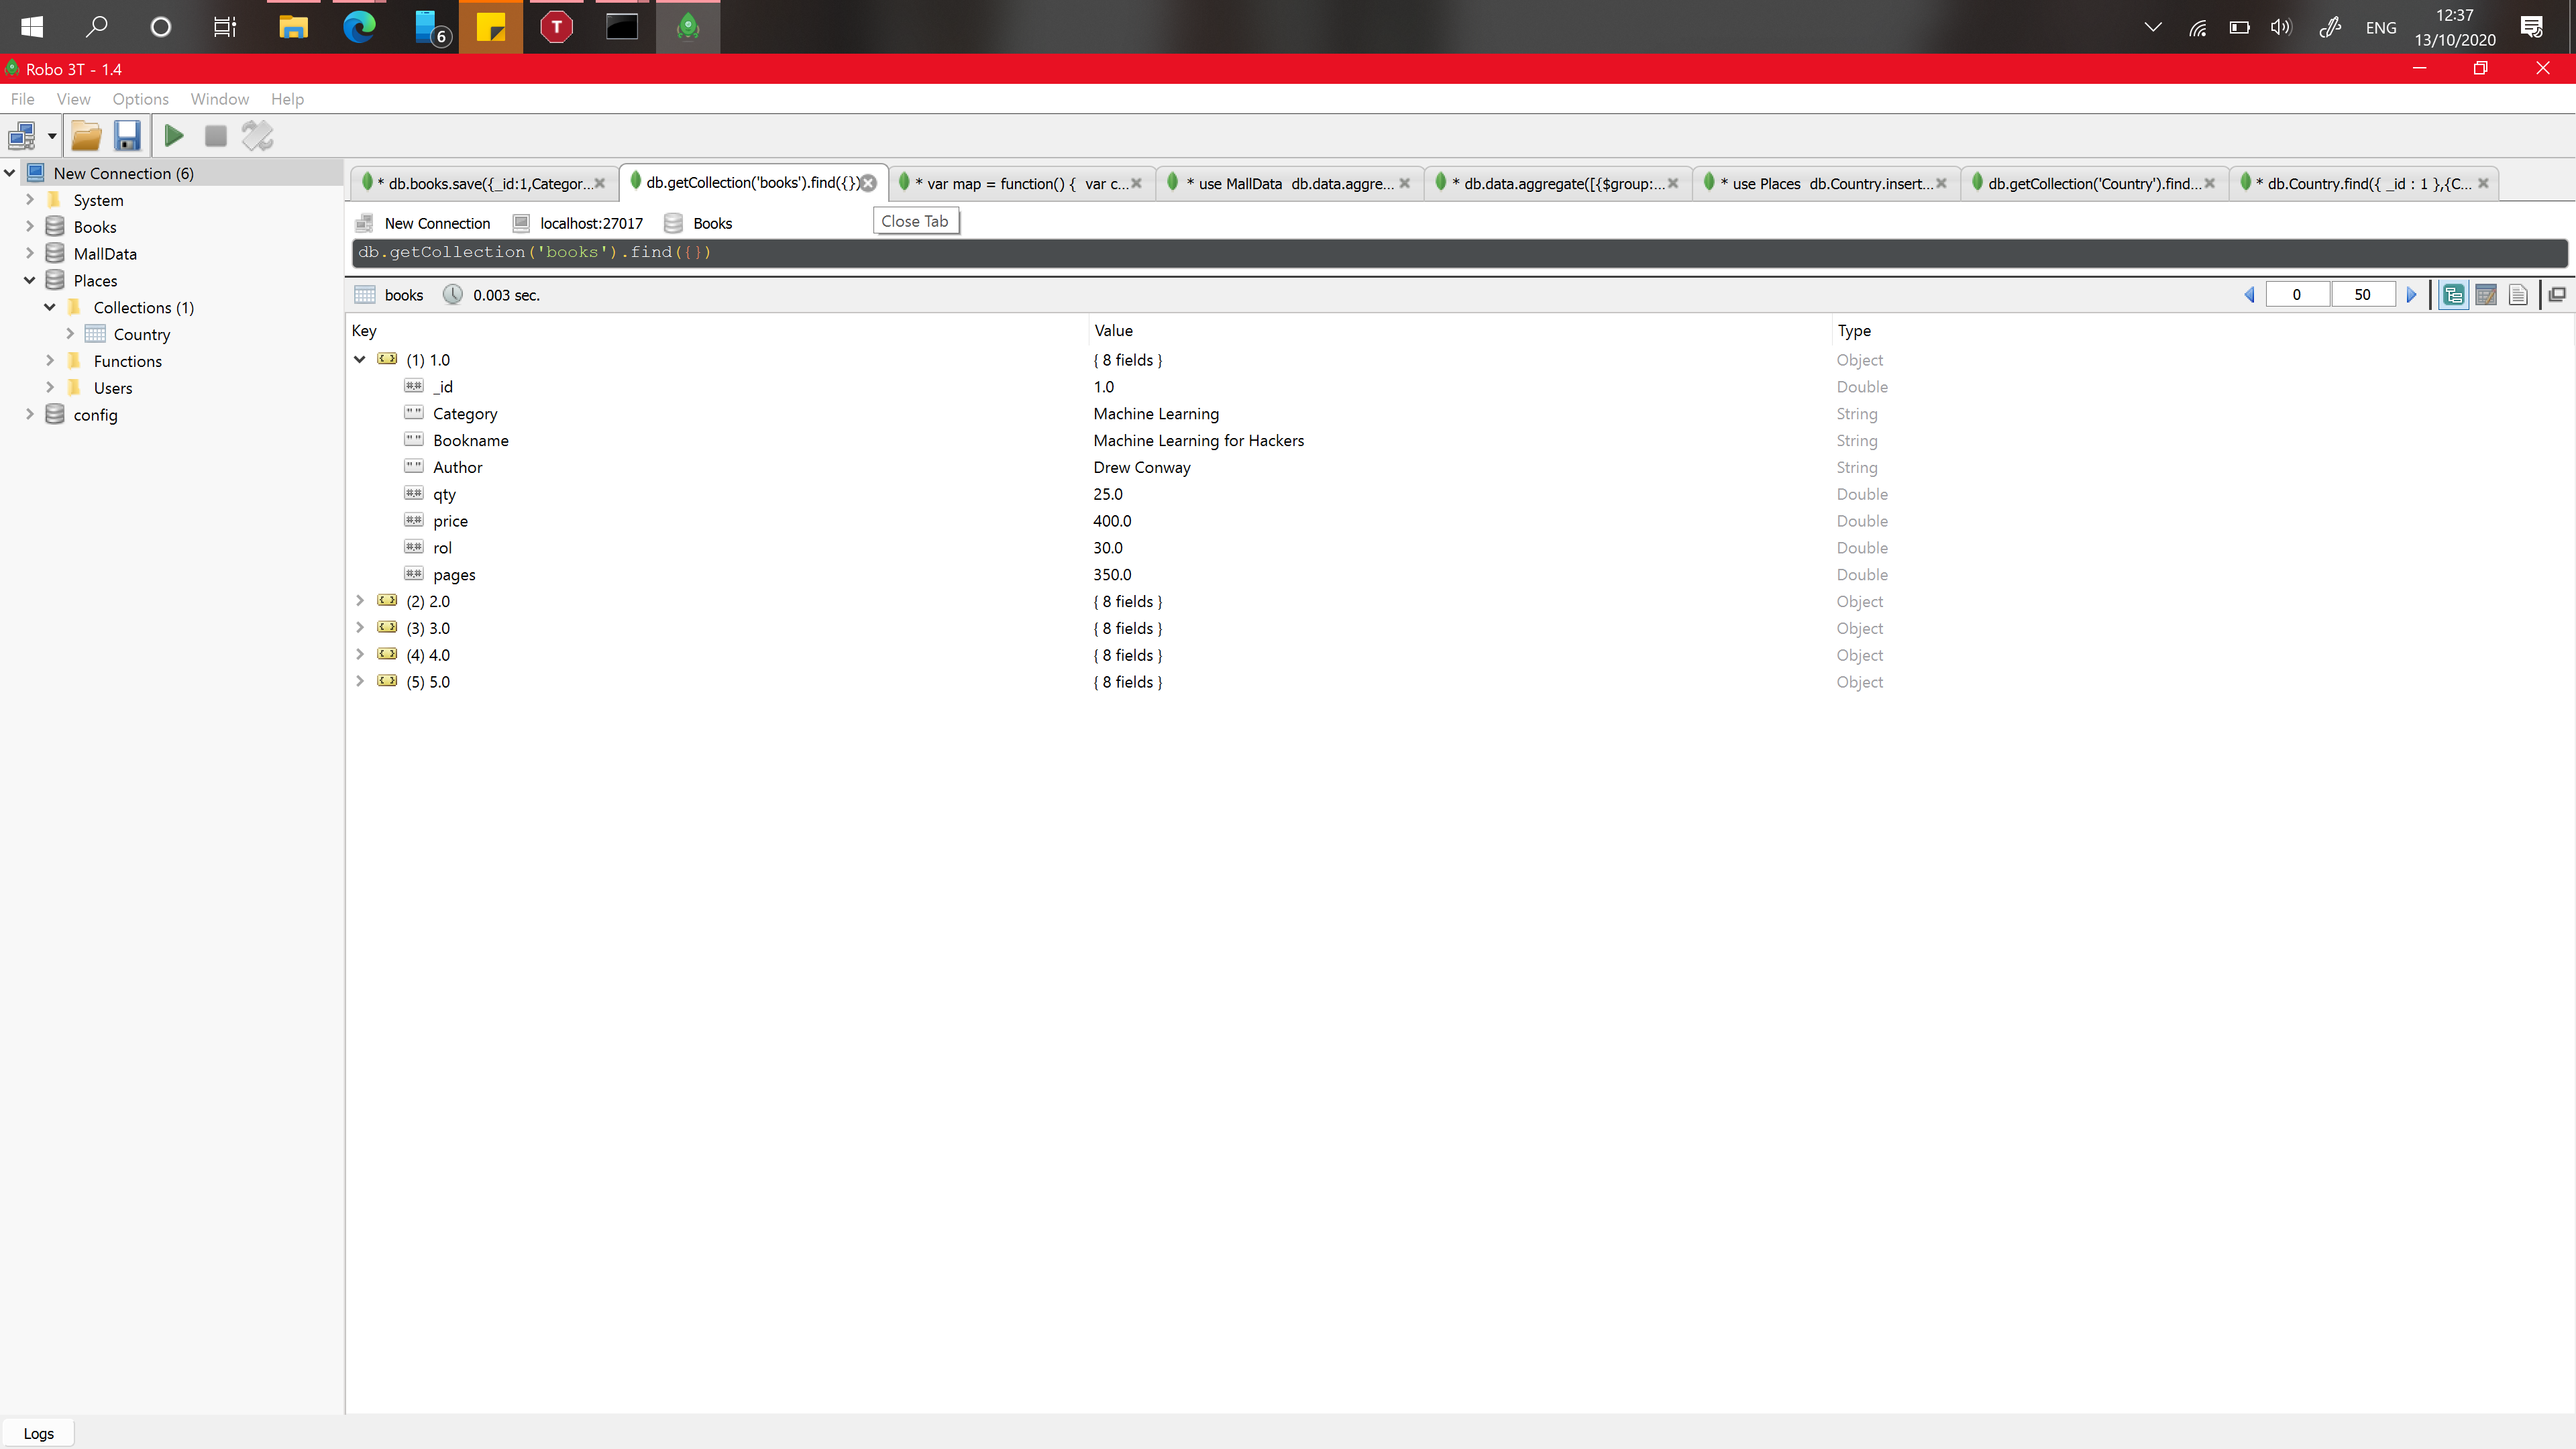 6
T
ENG
12:37
13/10/2020
Robo 3T - 1.4
File View Options Window Help
New Connection (6)
System
Books
MallData
Places
Collections (1)
Country
Functions
Users
config
* db.books.save({_id:1,Categor...
db.getCollection('books').find({})
* var map = function() { var c...
* use MallData db.data.aggre...
* db.data.aggregate([{$group:...
* use Places db.Country.insert...
db.getCollection('Country').find...
* db.Country.find({ _id : 1 },{C...
New Connection localhost:27017 Books
Close Tab
db.getCollection('books').find({})
books 0.003 sec.
0 50
Key Value Type
(1) 1.0 { 8 fields } Object
_id 1.0 Double
Category Machine Learning String
Bookname Machine Learning for Hackers String
Author Drew Conway String
qty 25.0 Double
price 400.0 Double
rol 30.0 Double
pages 350.0 Double
(2) 2.0 { 8 fields } Object
(3) 3.0 { 8 fields } Object
(4) 4.0 { 8 fields } Object
(5) 5.0 { 8 fields } Object
Logs